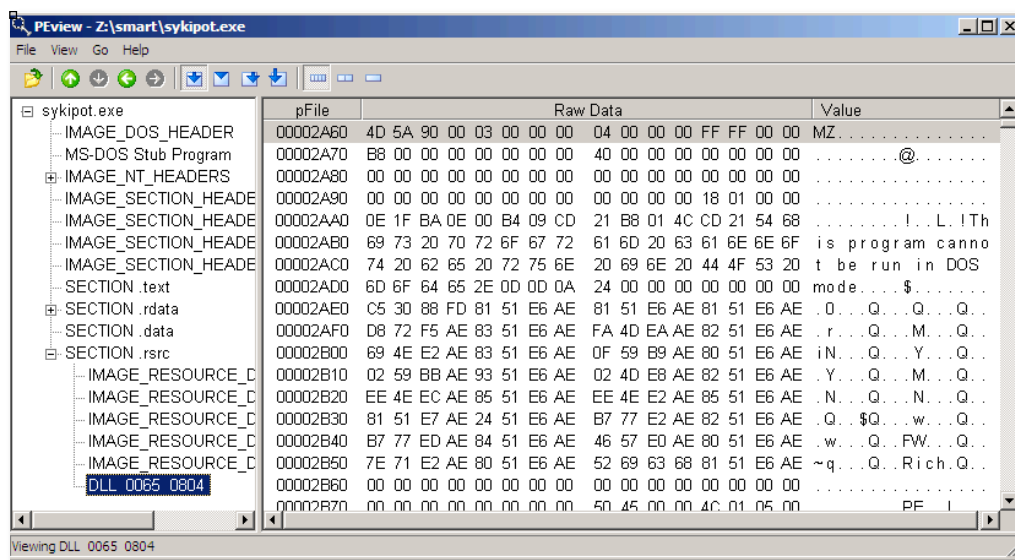 PEview - Z:\smart\sykipot.exe
File View Go Help
sykipot.exe
IMAGE_DOS_HEADER
MS-DOS Stub Program
IMAGE_NT_HEADERS
IMAGE_SECTION_HEADE
IMAGE_SECTION_HEADE
IMAGE_SECTION_HEADE
IMAGE_SECTION_HEADE
SECTION .text
SECTION .rdata
SECTION .data
SECTION .rsrc
IMAGE_RESOURCE_D
IMAGE_RESOURCE_D
IMAGE_RESOURCE_D
IMAGE_RESOURCE_D
IMAGE_RESOURCE_D
DLL 0065 0804
pFile Raw Data Value
00002A60 4D 5A 90 00 03 00 00 00 04 00 00 00 FF FF 00 00 MZ..............
00002A70 B8 00 00 00 00 00 00 00 40 00 00 00 00 00 00 00 ........@.......
00002A80 00 00 00 00 00 00 00 00 00 00 00 00 00 00 00 00 ................
00002A90 00 00 00 00 00 00 00 00 00 00 00 00 18 01 00 00 ................
00002AA0 0E 1F BA 0E 00 B4 09 CD 21 B8 01 4C CD 21 54 68 ........!..L.!Th
00002AB0 69 73 20 70 72 6F 67 72 61 6D 20 63 61 6E 6E 6F is program canno
00002AC0 74 20 62 65 20 72 75 6E 20 69 6E 20 44 4F 53 20 t be run in DOS
00002AD0 6D 6F 64 65 2E 0D 0D 0A 24 00 00 00 00 00 00 00 mode....$.......
00002AE0 C5 30 88 FD 81 51 E6 AE 81 51 E6 AE 81 51 E6 AE .0...Q...Q...Q..
00002AF0 D8 72 F5 AE 83 51 E6 AE FA 4D EA AE 82 51 E6 AE .r...Q...M...Q..
00002B00 69 4E E2 AE 83 51 E6 AE 0F 59 B9 AE 80 51 E6 AE iN...Q...Y...Q..
00002B10 02 59 BB AE 93 51 E6 AE 02 4D E8 AE 82 51 E6 AE .Y...Q...M...Q..
00002B20 EE 4E EC AE 85 51 E6 AE EE 4E E2 AE 85 51 E6 AE .N...Q...N...Q..
00002B30 81 51 E7 AE 24 51 E6 AE B7 77 E2 AE 82 51 E6 AE .Q..$Q...w...Q..
00002B40 B7 77 ED AE 84 51 E6 AE 46 57 E0 AE 80 51 E6 AE .w...Q..FW...Q..
00002B50 7E 71 E2 AE 80 51 E6 AE 52 69 63 68 81 51 E6 AE ~q...Q..Rich.Q..
00002B60 00 00 00 00 00 00 00 00 00 00 00 00 00 00 00 00 ................
00002B70 00 00 00 00 00 00 00 00 50 45 00 00 4C 01 05 00 ........PE..L...
Viewing DLL 0065 0804